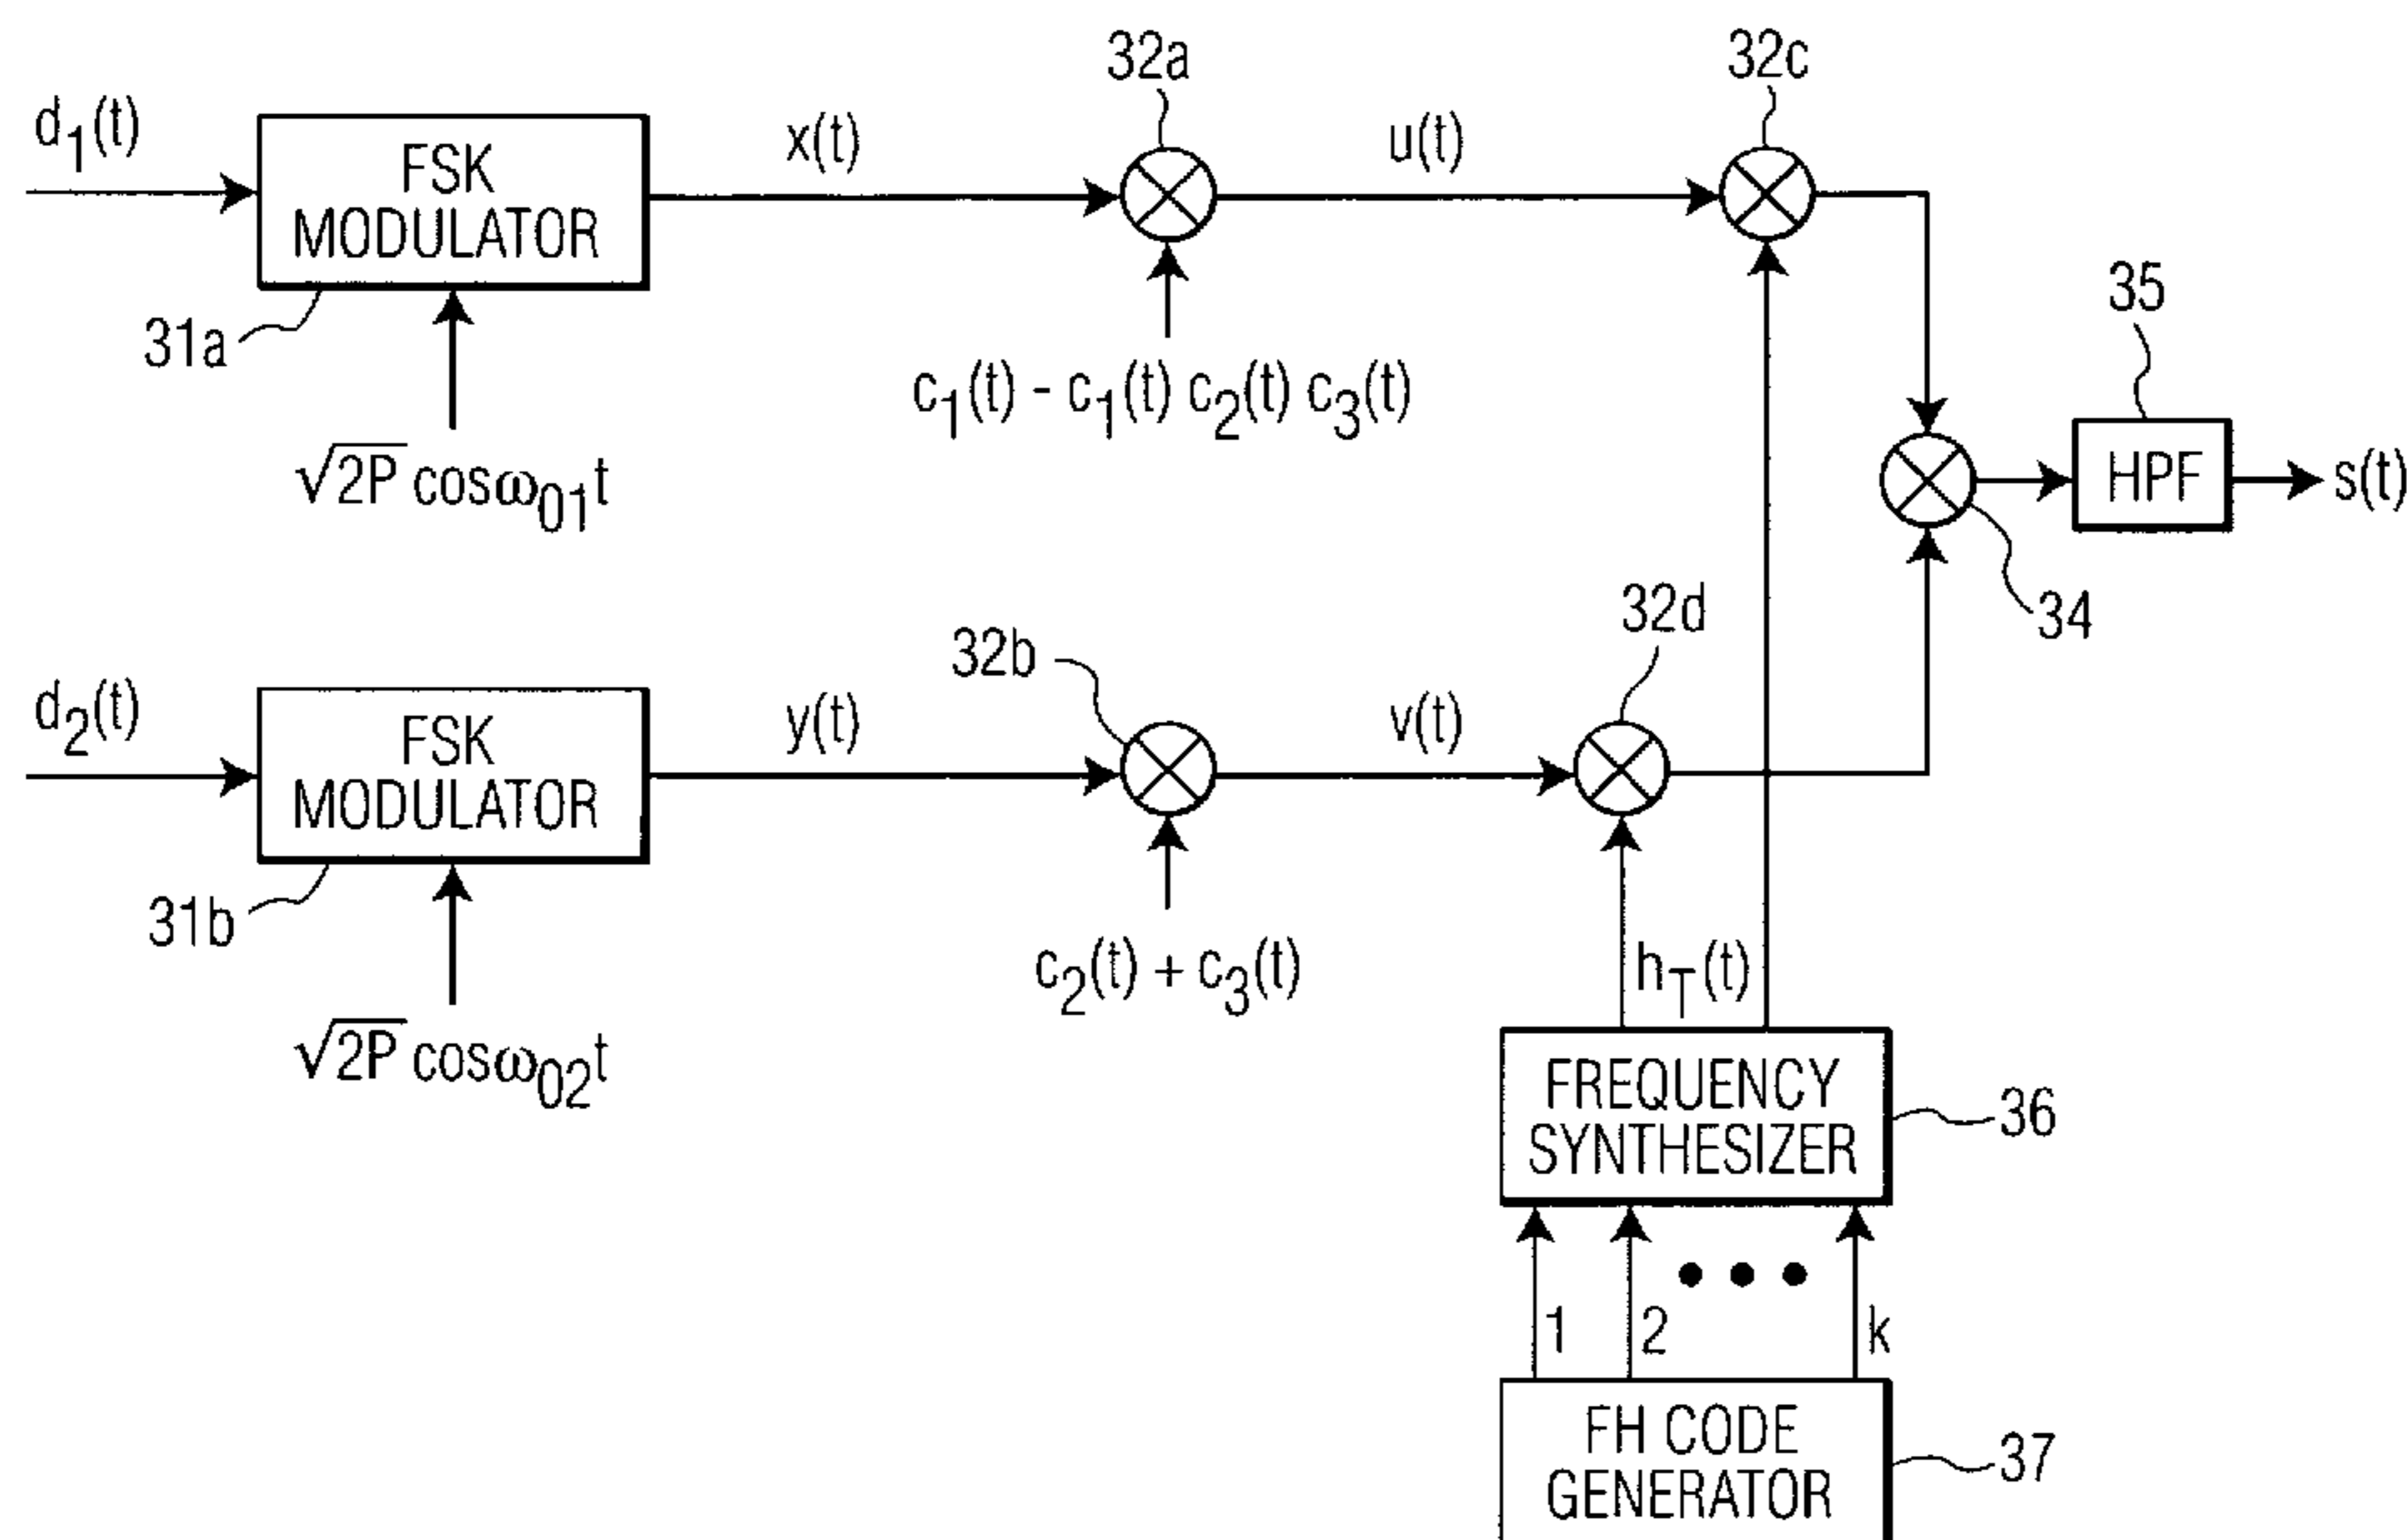 32a
32c
d₁(t)
FSK
MODULATOR
x(t)
u(t)
31a
35
c₁(t) - c₁(t) c₂(t) c₃(t)
√2P cosω₀₁t
HPF
s(t)
34
32b
32d
d₂(t)
FSK
MODULATOR
y(t)
v(t)
31b
c₂(t) + c₃(t)
h_T(t)
√2P cosω₀₂t
FREQUENCY
SYNTHESIZER
36
1
2
k
FH CODE
GENERATOR
37